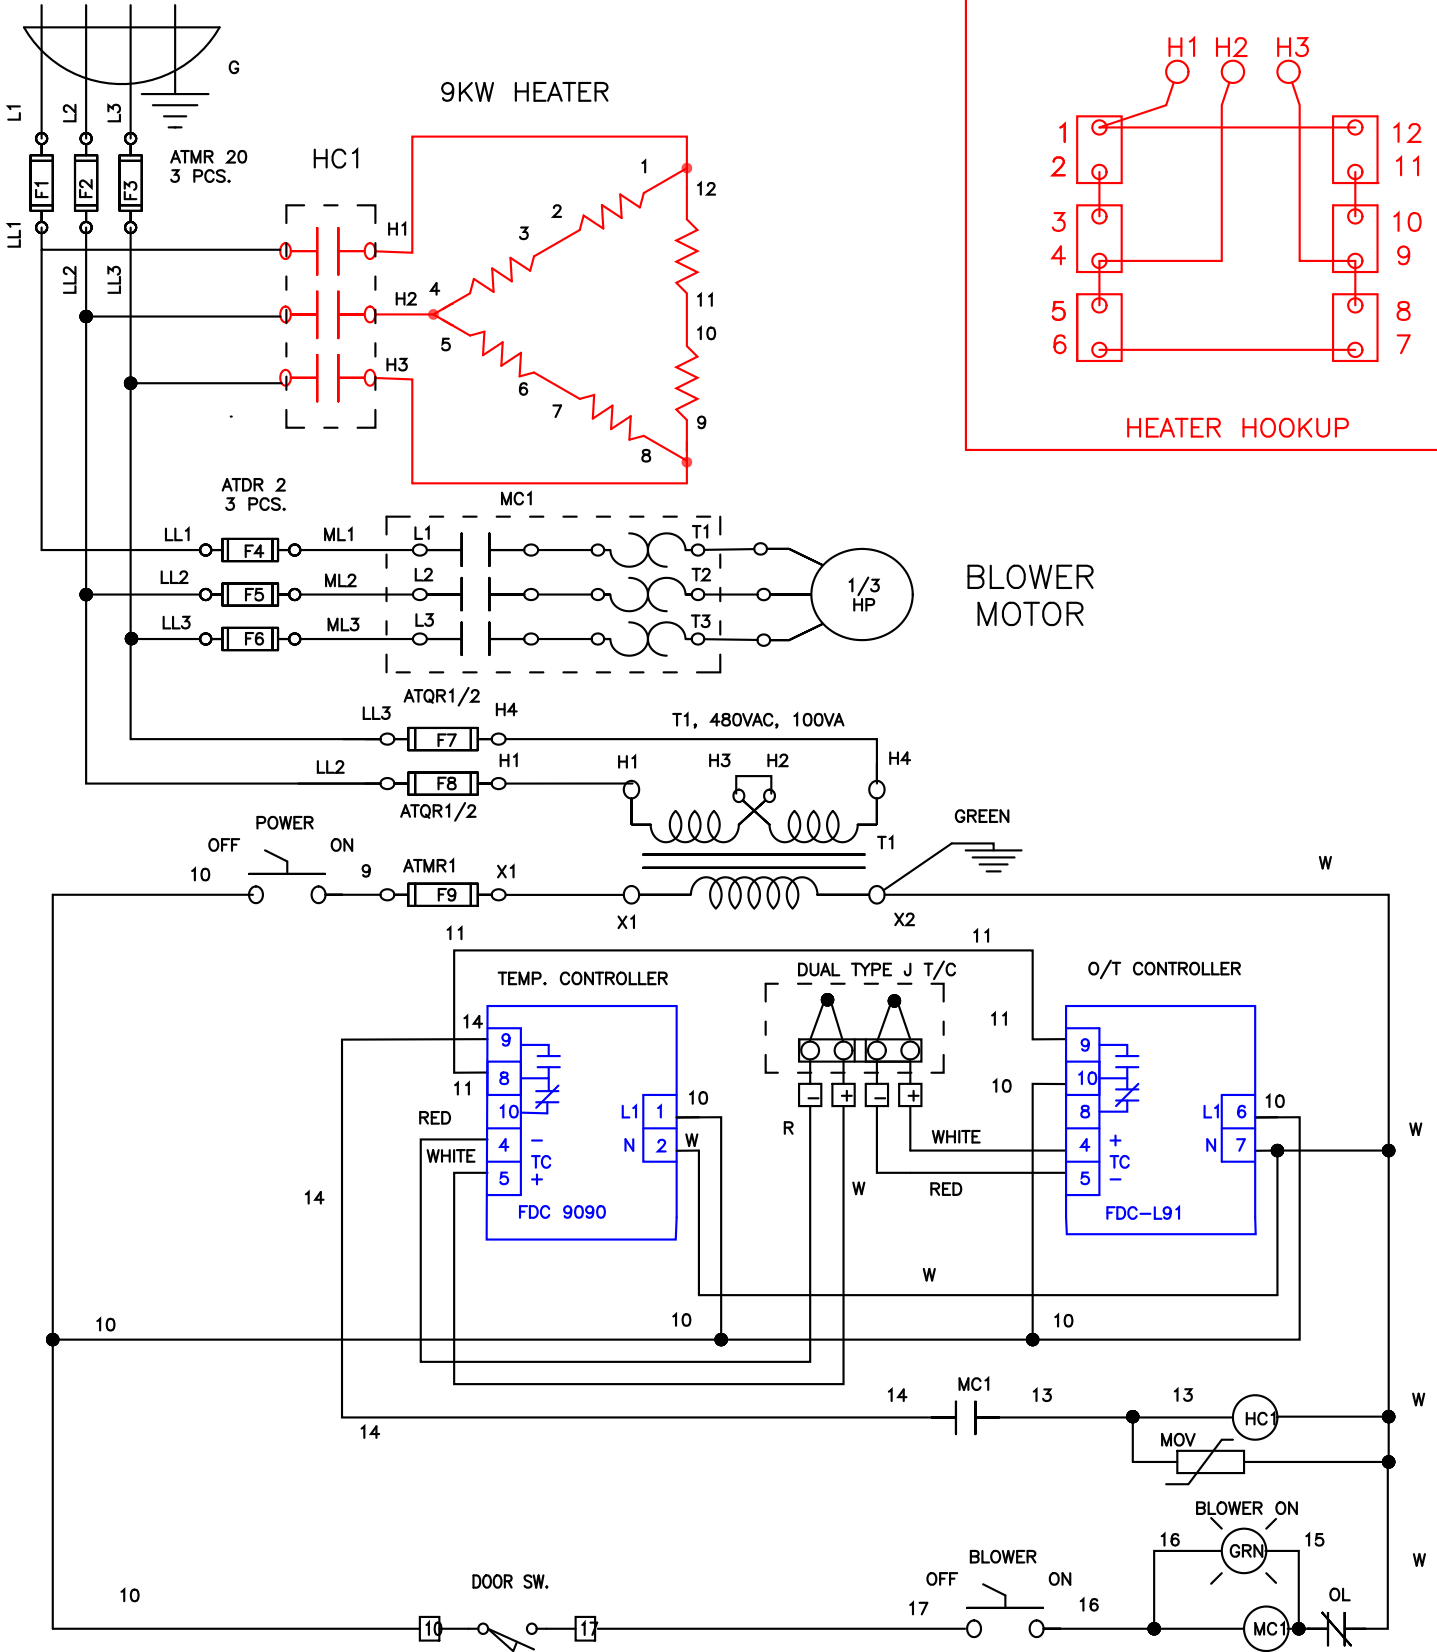 G
L1
L2
L3
ATMR 20
3 PCS.
F1
F2
F3
LL1
LL2
LL3
9KW HEATER
HC1
H1
H2
H3
1
2
3
4
5
6
7
8
9
10
11
12
H1 H2 H3
1
2
3
4
5
6
12
11
10
9
8
7
HEATER HOOKUP
ATDR 2
3 PCS.
MC1
LL1
F4
ML1
L1
T1
LL2
F5
ML2
L2
T2
LL3
F6
ML3
L3
T3
1/3
HP
BLOWER
MOTOR
ATQR1/2
LL3
F7
H4
T1, 480VAC, 100VA
LL2
F8
H1
ATQR1/2
H1
H3
H2
H4
T1
GREEN
POWER
OFF
ON
10
9
ATMR1
F9
X1
X1
X2
W
11
11
TEMP. CONTROLLER
DUAL TYPE J T/C
O/T CONTROLLER
14
9
11
8
10
RED
4 −
WHITE
TC
5 +
FDC 9090
L1 1
N 2
10
W
− + − +
R
W
WHITE
RED
11
9
10
10
8
4 +
TC
5 −
FDC-L91
L1 6
N 7
10
W
14
W
10
10
10
14
14
MC1
13
13
HC1
W
MOV
BLOWER ON
16
GRN
15
W
10
DOOR SW.
10
17
17
BLOWER
OFF
ON
16
MC1
OL